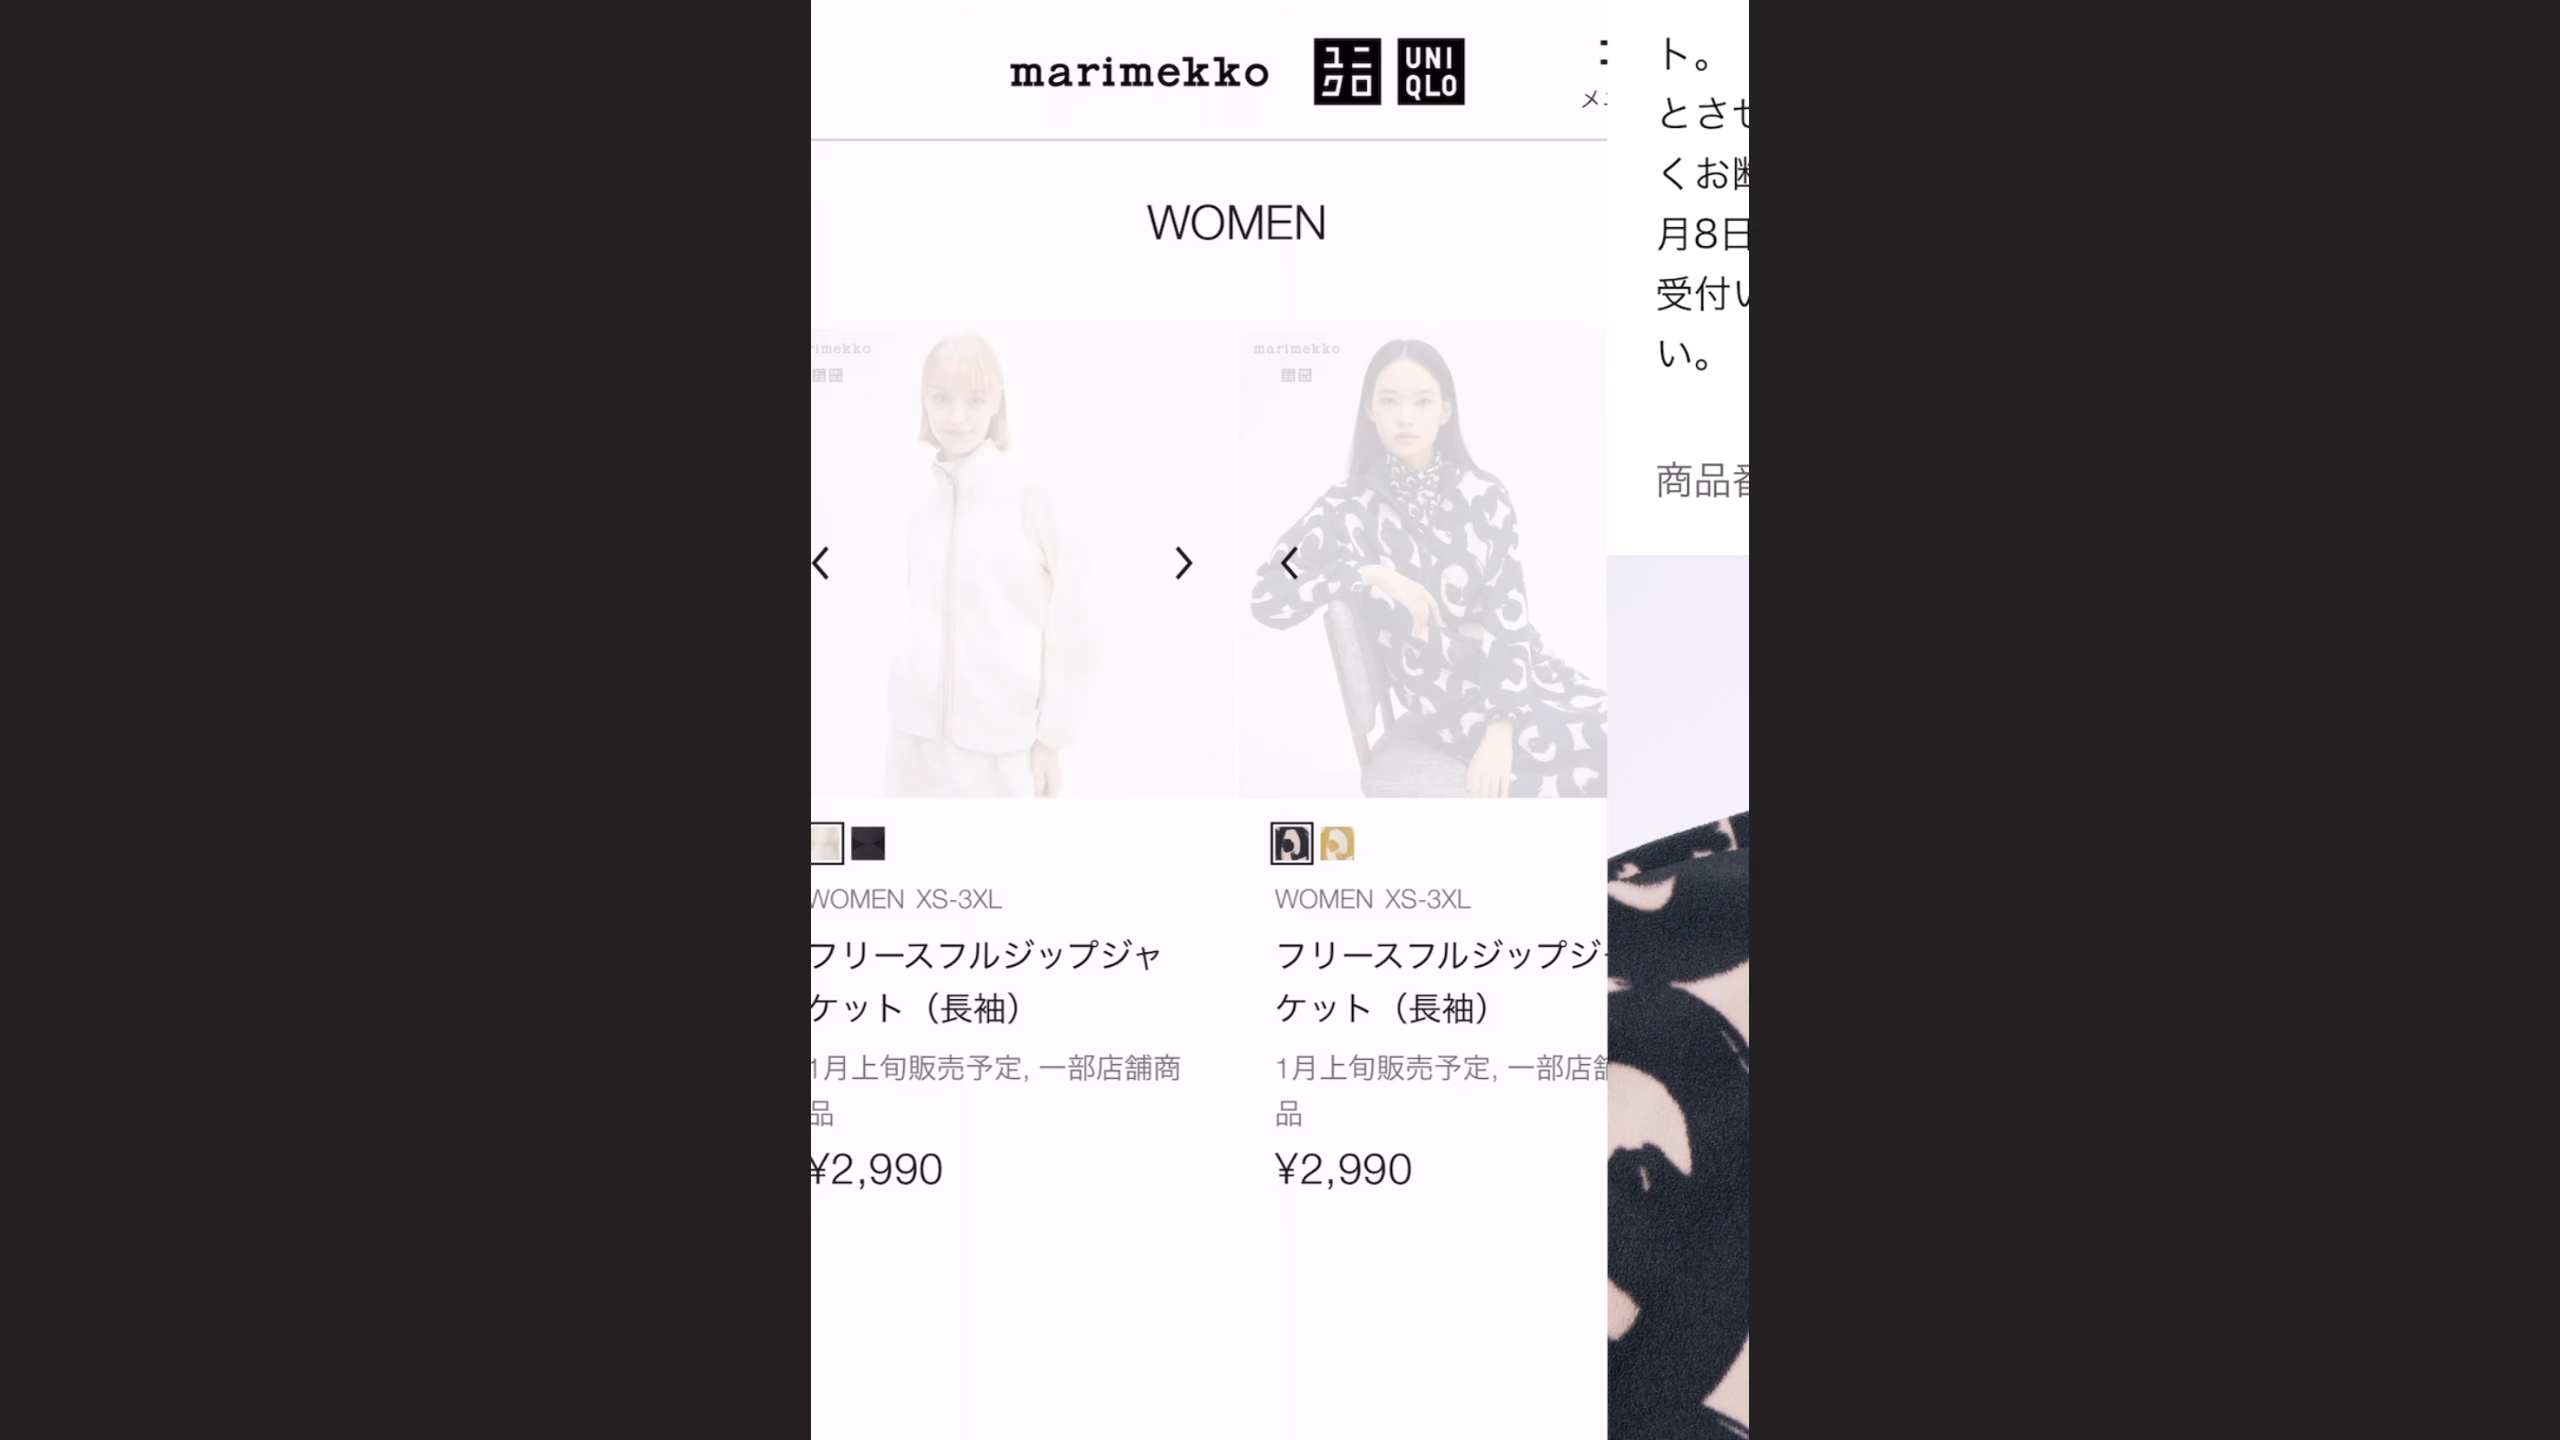 marimekko
ユニクロ
UNIQLO
WOMEN
rimekko
marimekko
WOMEN XS-3XL
フリースフルジップジャ
ケット（長袖）
1月上旬販売予定, 一部店舗商
品
¥2,990
WOMEN XS-3XL
フリースフルジップジ
ケット（長袖）
1月上旬販売予定, 一部店
品
¥2,990
ト。
とさ
くお
月8日
受付
い。
商品